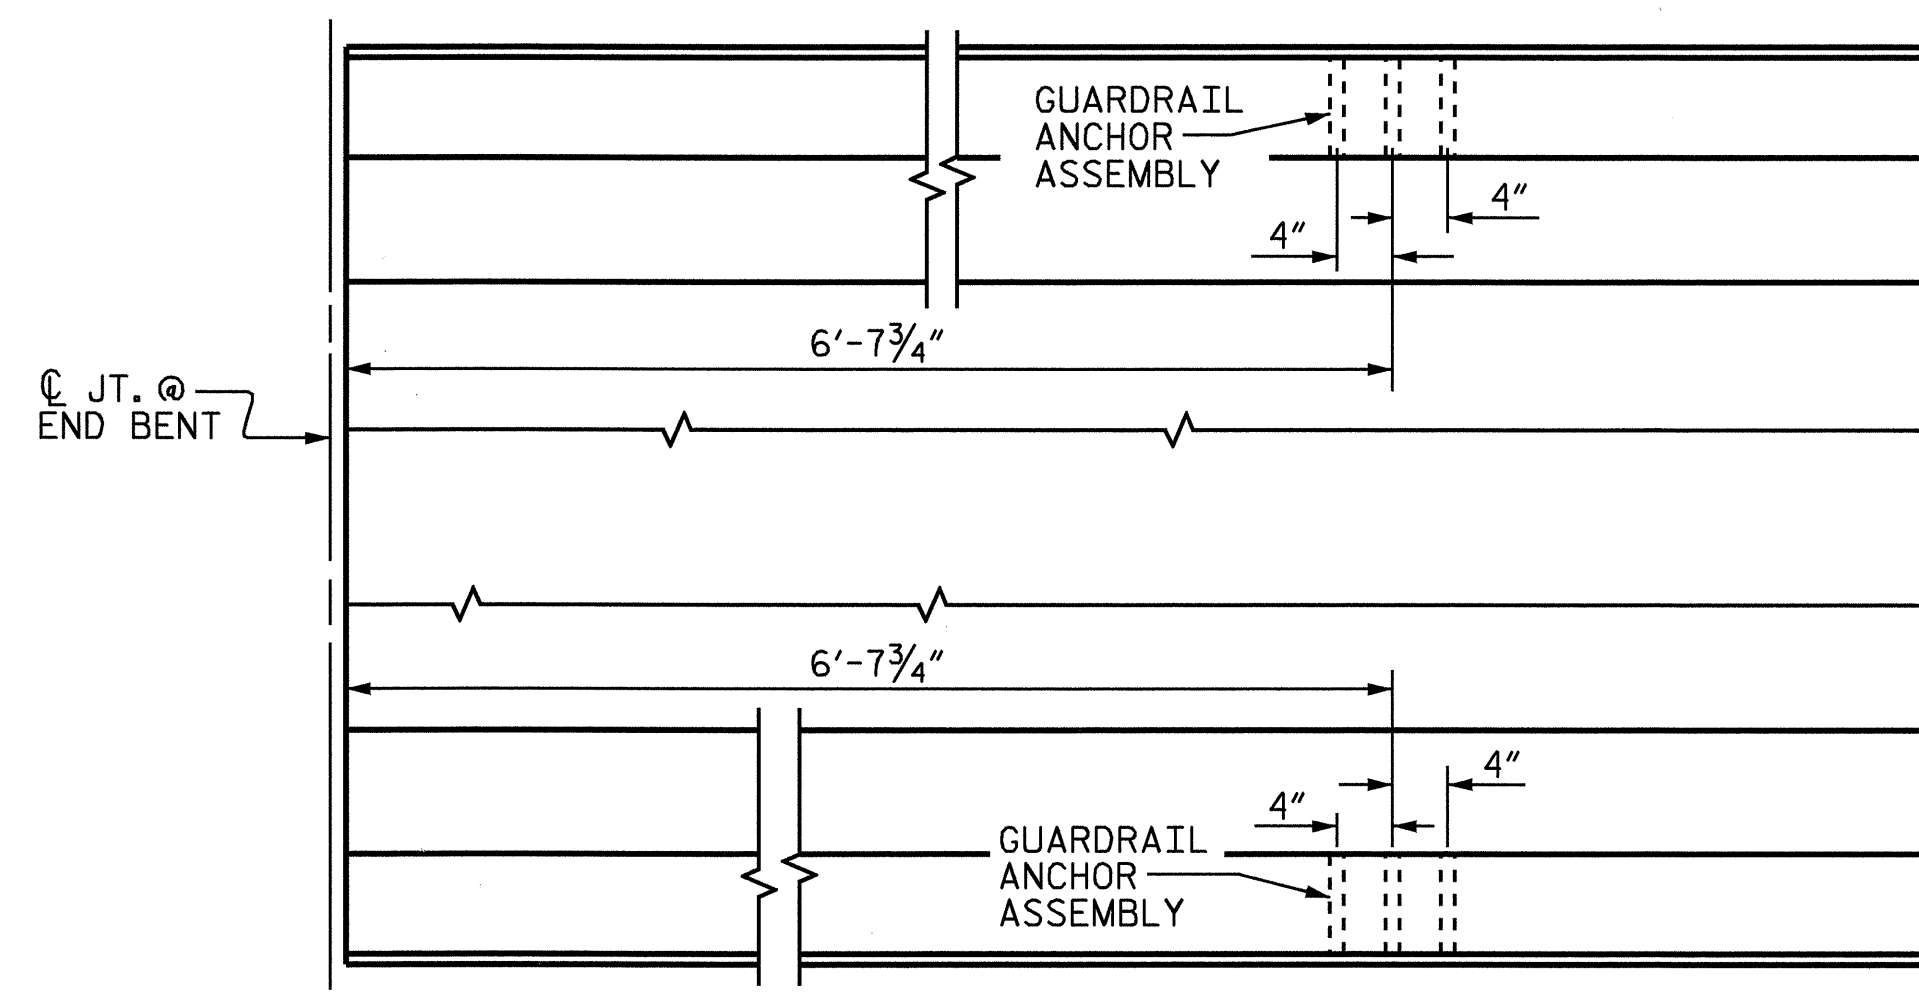 GUARDRAIL
ANCHOR
ASSEMBLY
4"
4"
6'-7¾"
℄ JT. @
END BENT
6'-7¾"
4"
4"
GUARDRAIL
ANCHOR
ASSEMBLY